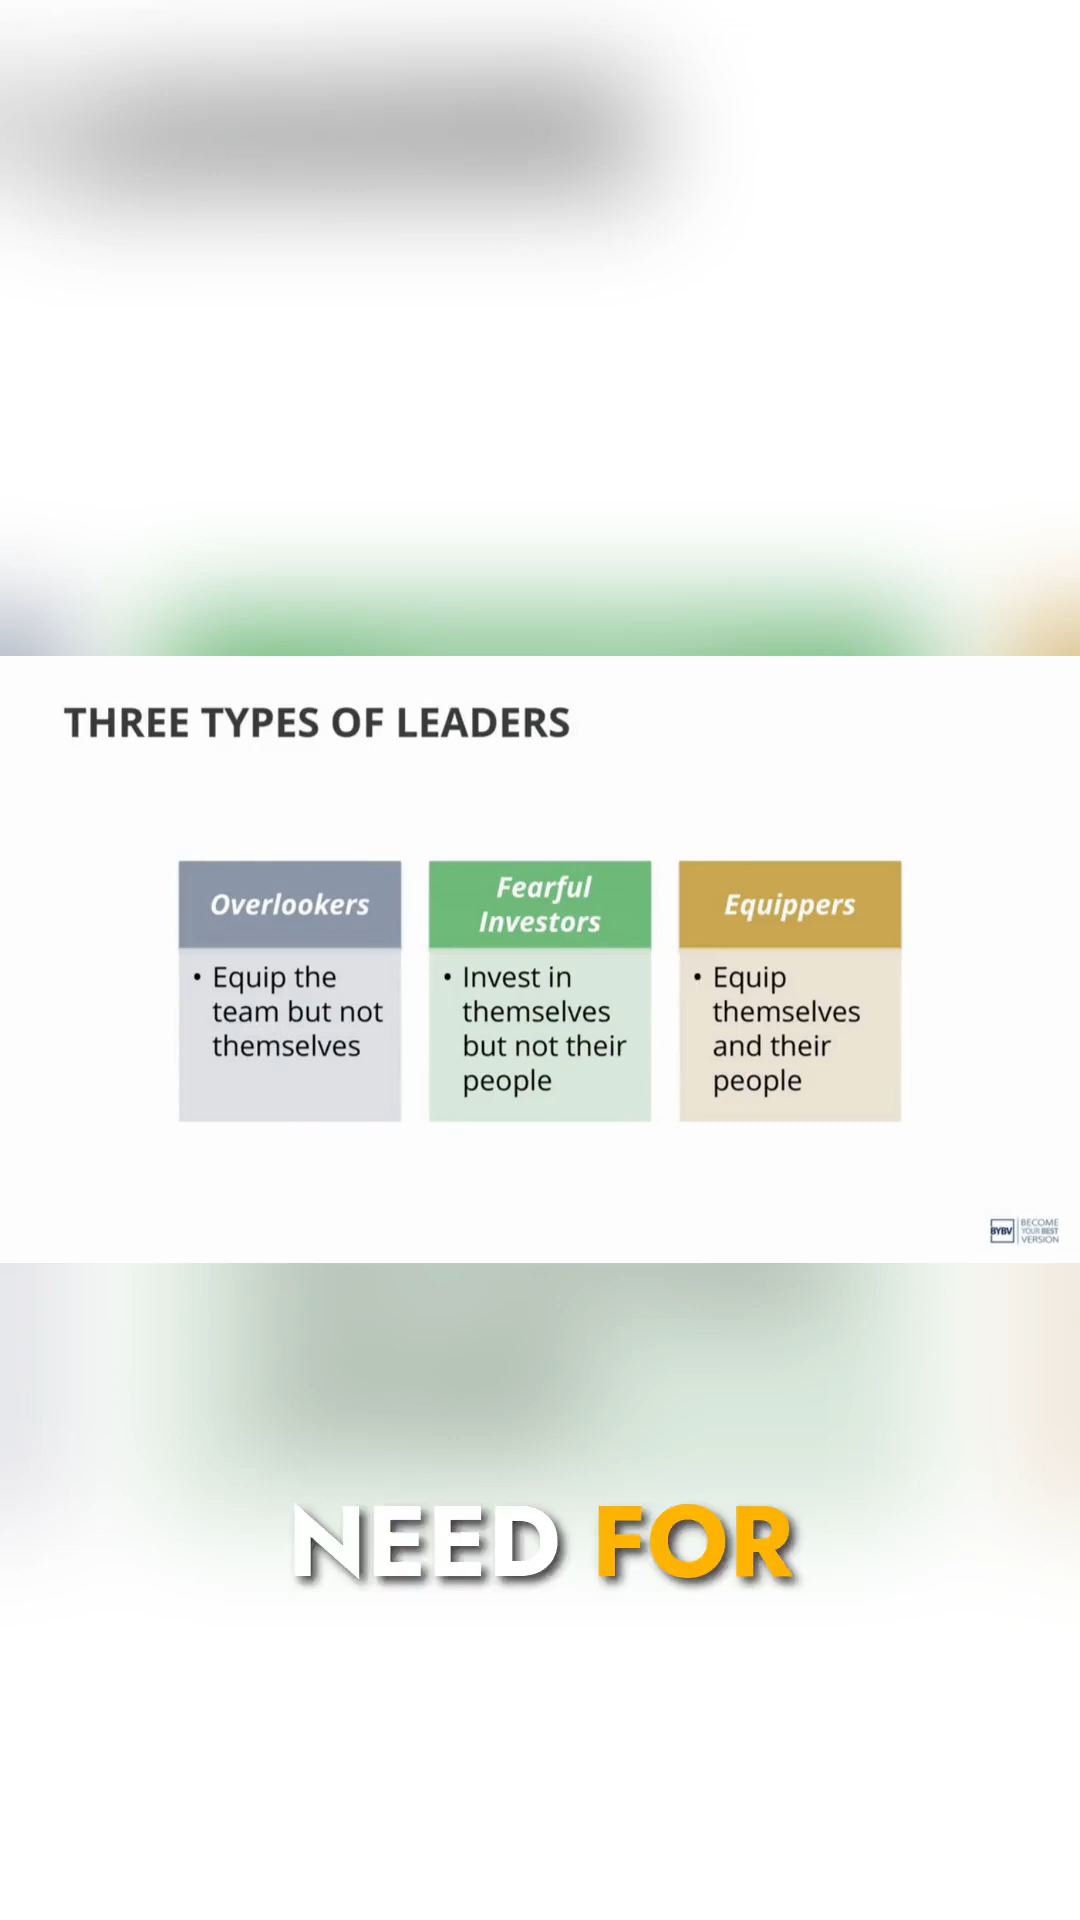 THREE TYPES OF LEADERS
Overlookers
• Equip the
team but not
themselves
Fearful
Investors
• Invest in
themselves
but not their
people
Equippers
• Equip
themselves
and their
people
BYBV
BECOME
YOUR BEST
VERSION
NEED FOR